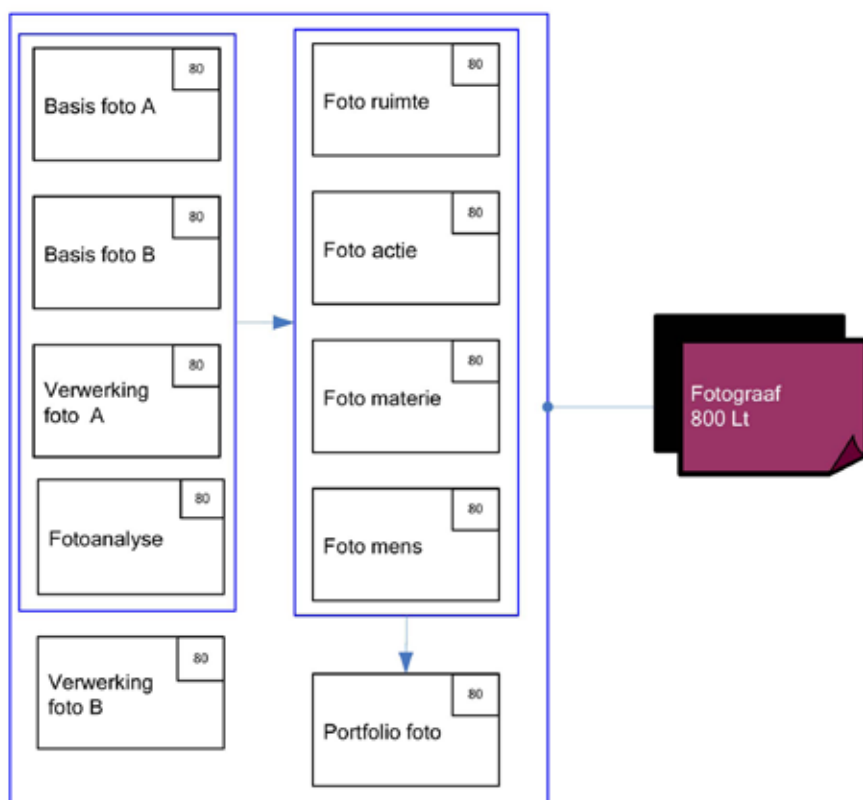 80
Basis foto A
80
Basis foto B
80
Verwerking
foto A
80
Fotoanalyse
80
Verwerking
foto B
80
Foto ruimte
80
Foto actie
80
Foto materie
80
Foto mens
80
Portfolio foto
Fotograaf
800 Lt